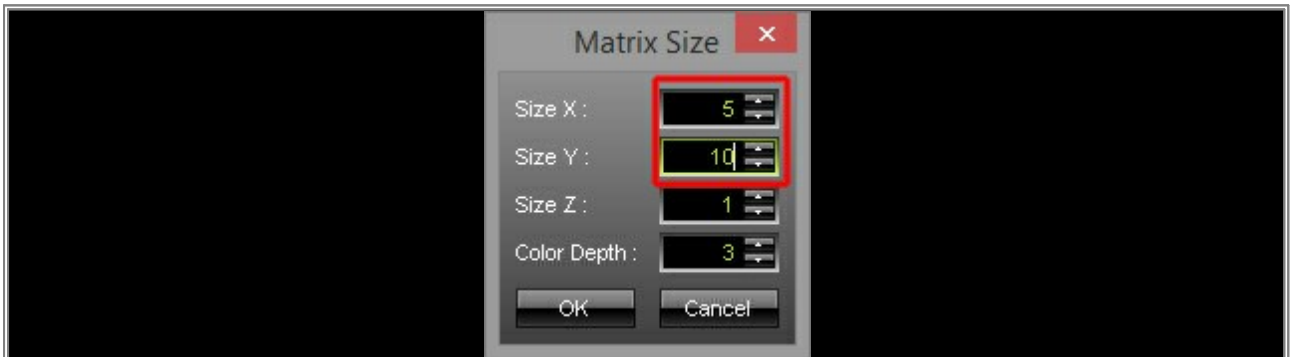 Matrix Size
Size X : 5
Size Y : 10
Size Z : 1
Color Depth : 3
OK Cancel